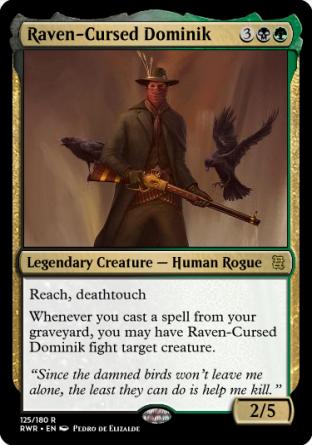 Raven-Cursed Dominik 3
Legendary Creature — Human Rogue
Reach, deathtouch
Whenever you cast a spell from your
graveyard, you may have Raven-Cursed
Dominik fight target creature.
“Since the damned birds won't leave me
alone, the least they can do is help me kill.”
2/5
125/180 R
RWR • EN Pedro de Elizalde